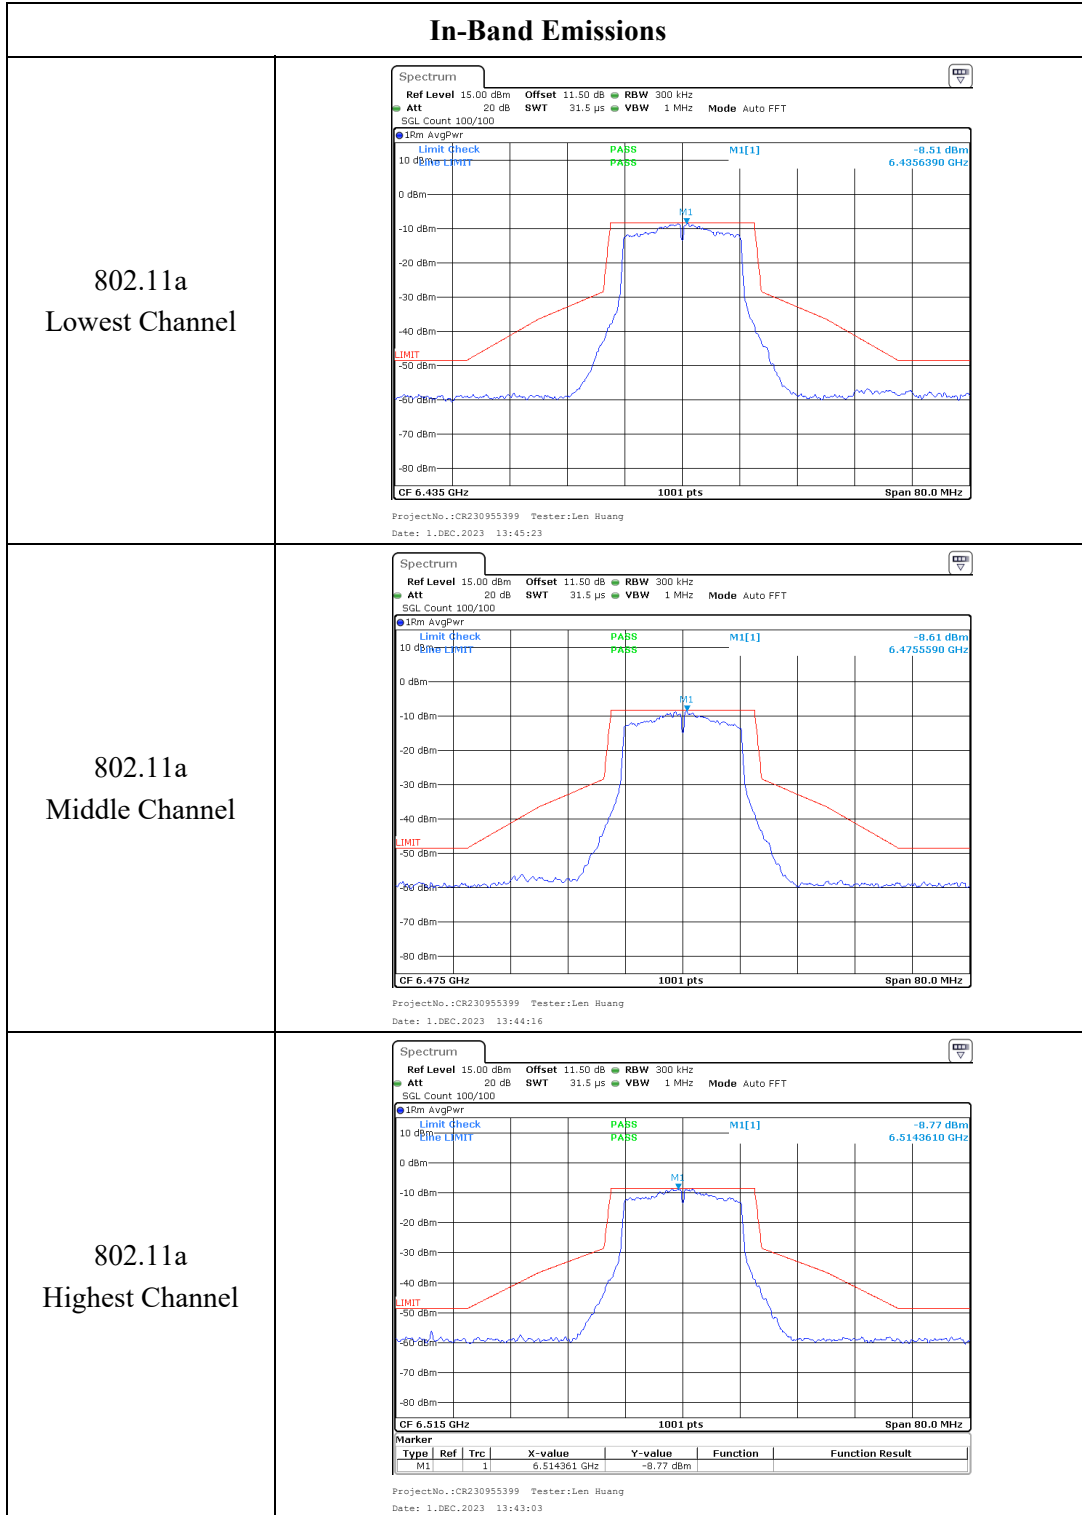 In-Band Emissions
802.11a
Lowest Channel
Spectrum
Ref Level 15.00 dBm Offset 11.50 dB RBW 300 kHz
Att 20 dB SWT 31.5 µs VBW 1 MHz Mode Auto FFT
SGL Count 100/100
1Rm AvgPwr
Limit Check PASS M1[1] -8.51 dBm
Line LIMIT PASS 6.4356390 GHz
10 dBm
0 dBm
M1
-10 dBm
-20 dBm
-30 dBm
-40 dBm
LIMIT
-50 dBm
-60 dBm
-70 dBm
-80 dBm
CF 6.435 GHz 1001 pts Span 80.0 MHz
ProjectNo.:CR230955399 Tester:Len Huang
Date: 1.DEC.2023 13:45:23
802.11a
Middle Channel
Spectrum
Ref Level 15.00 dBm Offset 11.50 dB RBW 300 kHz
Att 20 dB SWT 31.5 µs VBW 1 MHz Mode Auto FFT
SGL Count 100/100
1Rm AvgPwr
Limit Check PASS M1[1] -8.61 dBm
Line LIMIT PASS 6.4755590 GHz
10 dBm
0 dBm
M1
-10 dBm
-20 dBm
-30 dBm
-40 dBm
LIMIT
-50 dBm
-60 dBm
-70 dBm
-80 dBm
CF 6.475 GHz 1001 pts Span 80.0 MHz
ProjectNo.:CR230955399 Tester:Len Huang
Date: 1.DEC.2023 13:44:16
802.11a
Highest Channel
Spectrum
Ref Level 15.00 dBm Offset 11.50 dB RBW 300 kHz
Att 20 dB SWT 31.5 µs VBW 1 MHz Mode Auto FFT
SGL Count 100/100
1Rm AvgPwr
Limit Check PASS M1[1] -8.77 dBm
Line LIMIT PASS 6.5143610 GHz
10 dBm
0 dBm
M1
-10 dBm
-20 dBm
-30 dBm
-40 dBm
LIMIT
-50 dBm
-60 dBm
-70 dBm
-80 dBm
CF 6.515 GHz 1001 pts Span 80.0 MHz
Marker
Type Ref Trc X-value Y-value Function Function Result
M1 1 6.514361 GHz -8.77 dBm
ProjectNo.:CR230955399 Tester:Len Huang
Date: 1.DEC.2023 13:43:03